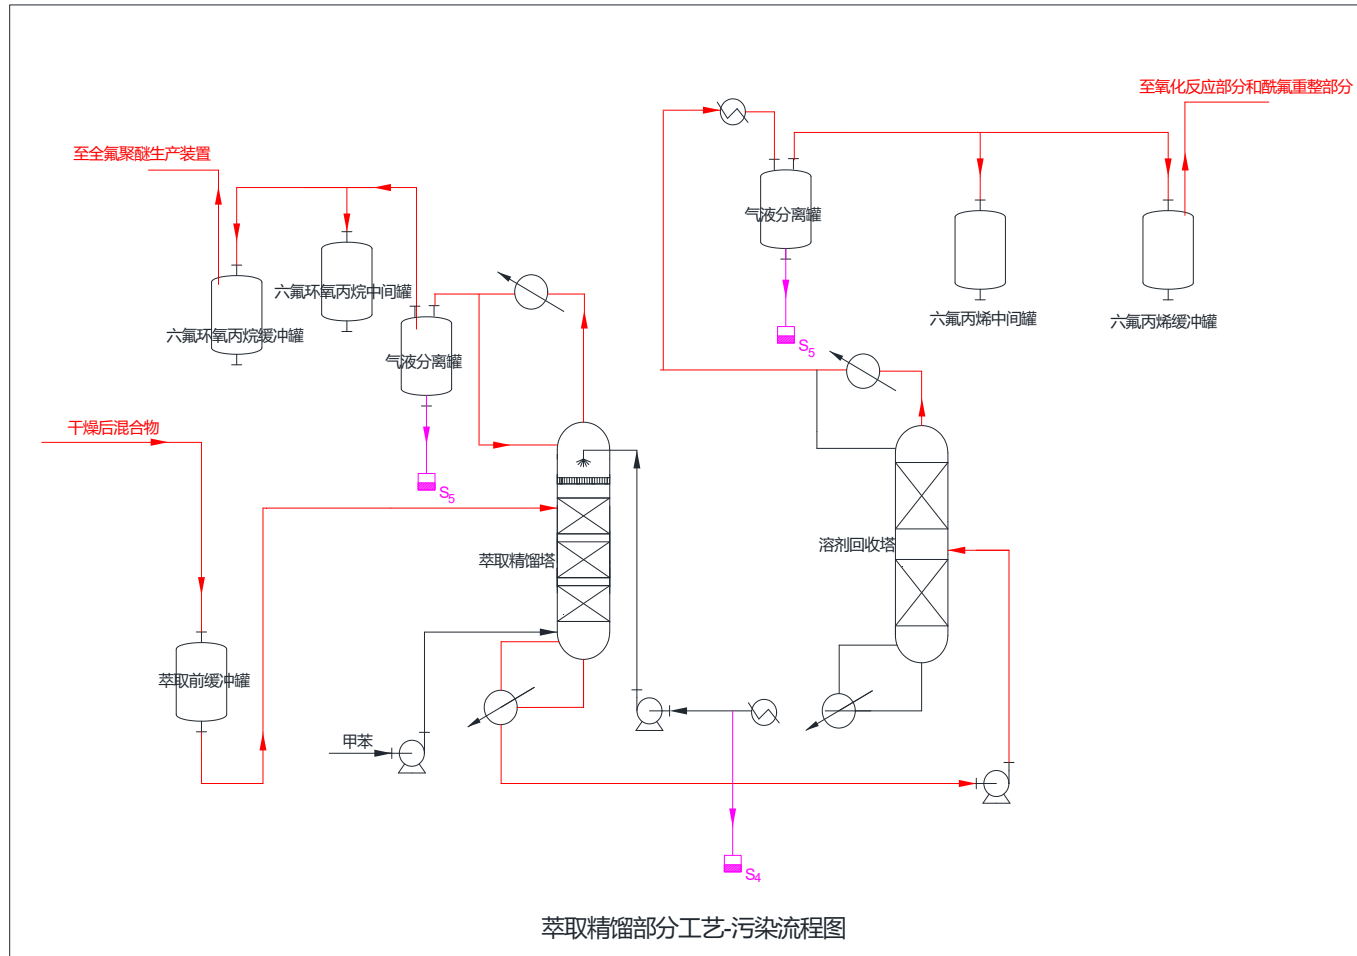 至氧化反应部分和酰氟重整部分
至全氟聚醚生产装置
气液分离罐
六氟环氧丙烷中间罐
六氟丙烯中间罐
六氟丙烯缓冲罐
六氟环氧丙烷缓冲罐
S5
气液分离罐
干燥后混合物
S5
溶剂回收塔
萃取精馏塔
萃取前缓冲罐
甲苯
S4
萃取精馏部分工艺-污染流程图